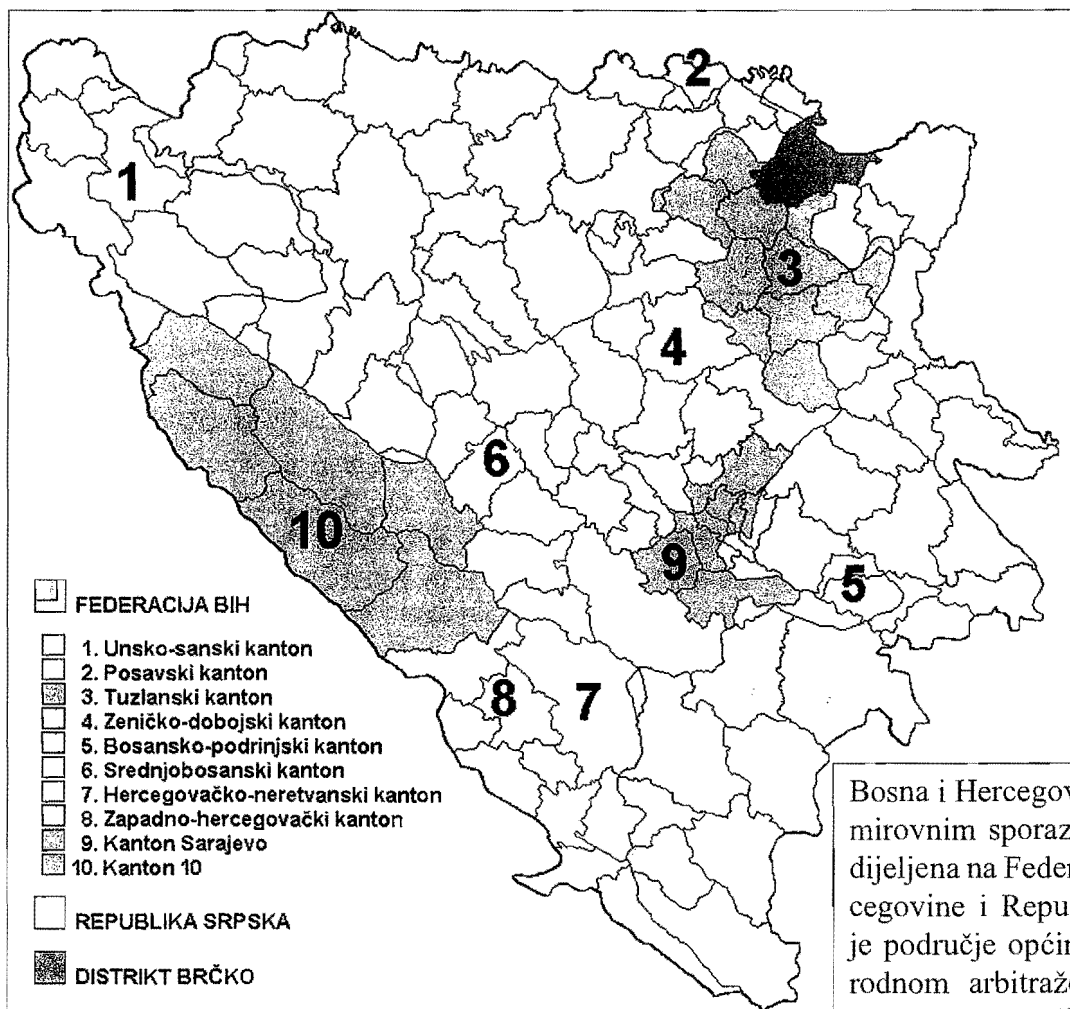 2
1
3
4
6
10
9
5
8
7
FEDERACIJA BIH
1. Unsko-sanski kanton
2. Posavski kanton
3. Tuzlanski kanton
4. Zeničko-dobojski kanton
5. Bosansko-podrinjski kanton
6. Srednjobosanski kanton
7. Hercegovačko-neretvanski kanton
8. Zapadno-hercegovački kanton
9. Kanton Sarajevo
10. Kanton 10
REPUBLIKA SRPSKA
DISTRIKT BRČKO
Bosna i Hercegov
mirovnim sporaz
dijeljena na Feder
cegovine i Repu
je područje općin
rodnom arbitraže